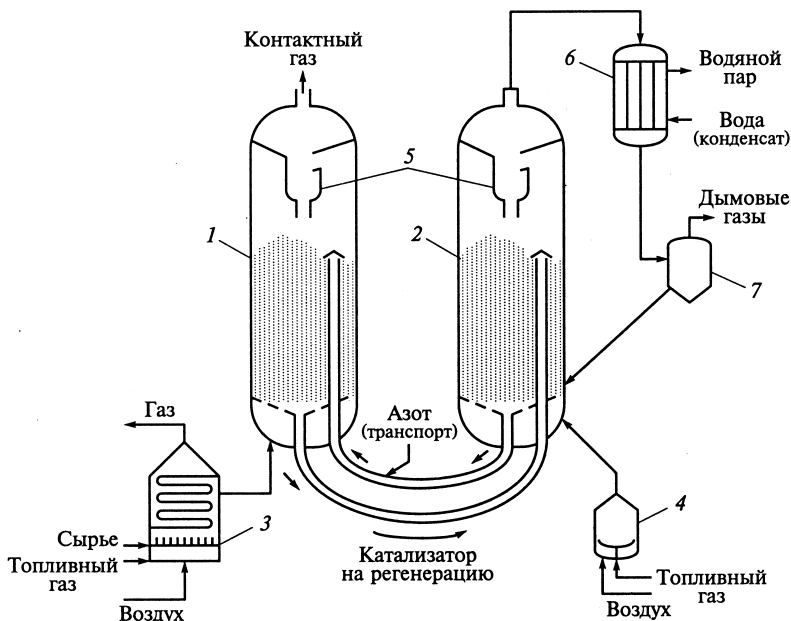 Контактный
газ
6
Водяной
пар
Вода
(конденсат)
5
Дымовые
газы
1
2
7
Газ
Азот
(транспорт)
3
4
Сырье
Топливный
газ
Катализатор
на регенерацию
Топливный
газ
Воздух
Воздух